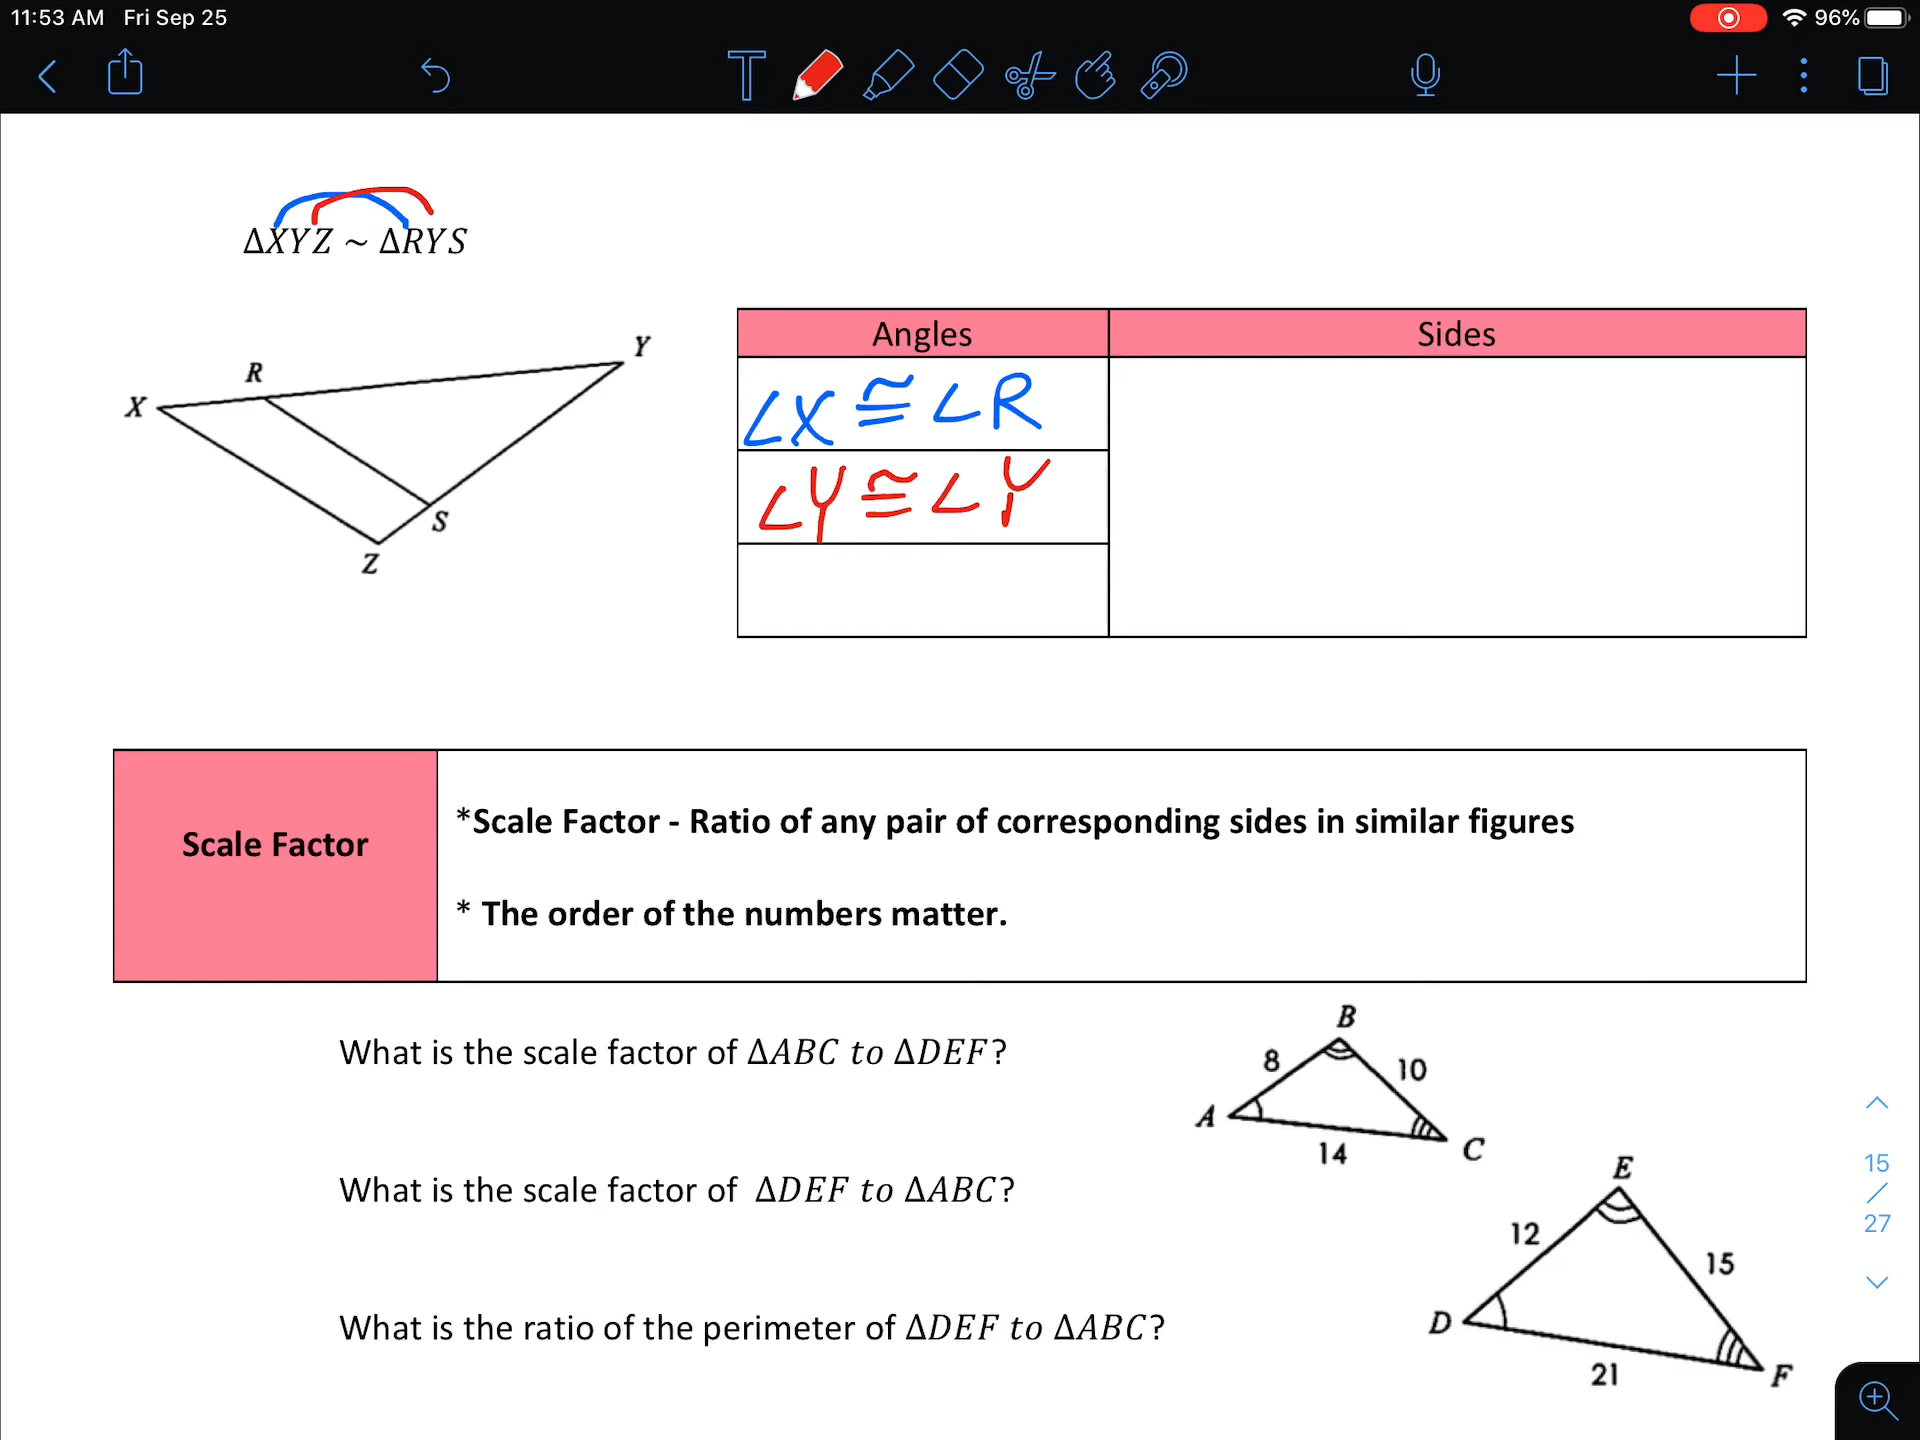 11:53 AM Fri Sep 25
96%
T
ΔXYZ ~ ΔRYS
Y
R
X
S
Z
Angles Sides
∠X ≅ ∠R
∠Y ≅ ∠Y
Scale Factor
*Scale Factor - Ratio of any pair of corresponding sides in similar figures
* The order of the numbers matter.
What is the scale factor of ΔABC to ΔDEF?
What is the scale factor of ΔDEF to ΔABC?
What is the ratio of the perimeter of ΔDEF to ΔABC?
B
8 10
A
14 C
E
12
15
D
21 F
15
/
27